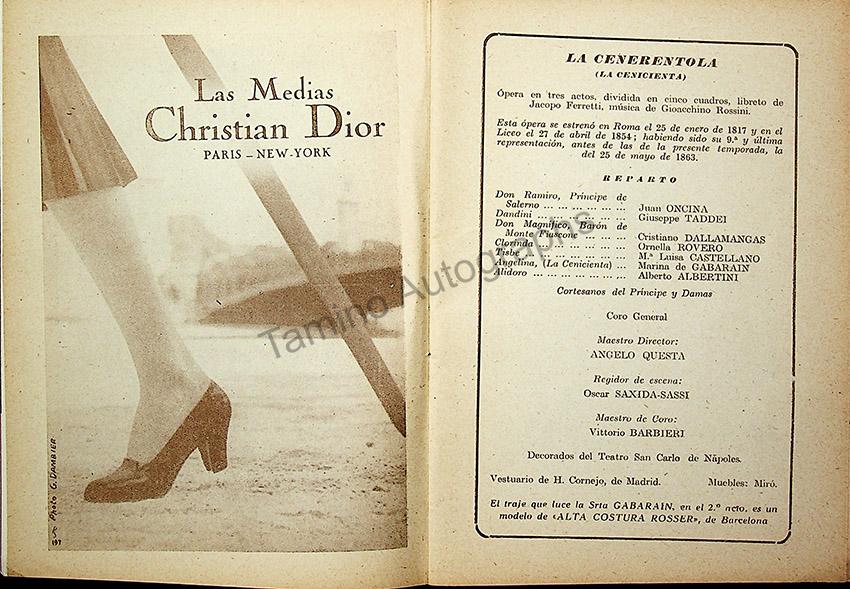 Las Medias
Christian Dior
PARIS – NEW-YORK
Photo G. DAMBIER
197
LA CENERENTOLA
(LA CENICIENTA)
Ópera en tres actos, dividida en cinco cuadros, libreto de
Jacopo Ferretti, música de Gioacchino Rossini.
Esta ópera se estrenó en Roma el 25 de enero de 1817 y en el
Liceo el 27 de abril de 1854; habiendo sido su 9.ª y última
representación, antes de las de la presente temporada, la
del 25 de mayo de 1863.
REPARTO
Don Ramiro, Príncipe de
Salerno ... ... ... ... ... ... Juan ONCINA
Dandini ... ... ... ... ... ... Giuseppe TADDEI
Don Magnífico, Barón de
Monte Fiascone ... ... ... Cristiano DALLAMANGAS
Clorinda ... ... ... ... ... ... Ornella ROVERO
Tisbe ... ... ... ... ... ... M.ª Luisa CASTELLANO
Angelina, (La Cenicienta) ... Marina de GABARAIN
Alidoro ... ... ... ... ... ... Alberto ALBERTINI
Cortesanos del Príncipe y Damas
Coro General
Maestro Director:
ANGELO QUESTA
Regidor de escena:
Oscar SAXIDA-SASSI
Maestro de Coro:
Vittorio BARBIERI
Decorados del Teatro San Carlo de Nápoles.
Vestuario de H. Cornejo, de Madrid. Muebles: Miró.
El traje que luce la Srta GABARAIN, en el 2.º acto, es un
modelo de «ALTA COSTURA ROSSER», de Barcelona
Tamino Autographs